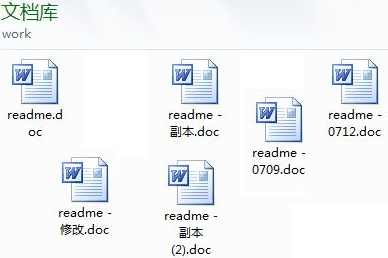 文档库
work
readme.d
oc
readme -
副本.doc
readme -
0709.doc
readme -
0712.doc
readme -
修改.doc
readme -
副本
(2).doc